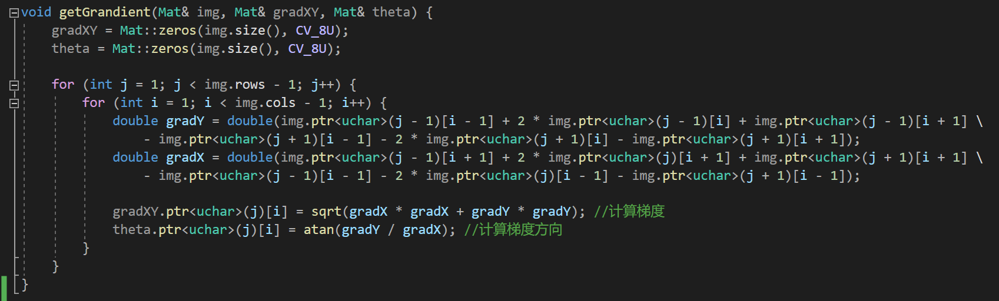 void getGrandient(Mat& img, Mat& gradXY, Mat& theta) {
    gradXY = Mat::zeros(img.size(), CV_8U);
    theta = Mat::zeros(img.size(), CV_8U);

    for (int j = 1; j < img.rows - 1; j++) {
        for (int i = 1; i < img.cols - 1; i++) {
            double gradY = double(img.ptr<uchar>(j - 1)[i - 1] + 2 * img.ptr<uchar>(j - 1)[i] + img.ptr<uchar>(j - 1)[i + 1] \
                - img.ptr<uchar>(j + 1)[i - 1] - 2 * img.ptr<uchar>(j + 1)[i] - img.ptr<uchar>(j + 1)[i + 1]);
            double gradX = double(img.ptr<uchar>(j - 1)[i + 1] + 2 * img.ptr<uchar>(j)[i + 1] + img.ptr<uchar>(j + 1)[i + 1] \
                - img.ptr<uchar>(j - 1)[i - 1] - 2 * img.ptr<uchar>(j)[i - 1] - img.ptr<uchar>(j + 1)[i - 1]);

            gradXY.ptr<uchar>(j)[i] = sqrt(gradX * gradX + gradY * gradY); //计算梯度
            theta.ptr<uchar>(j)[i] = atan(gradY / gradX); //计算梯度方向
        }
    }
}